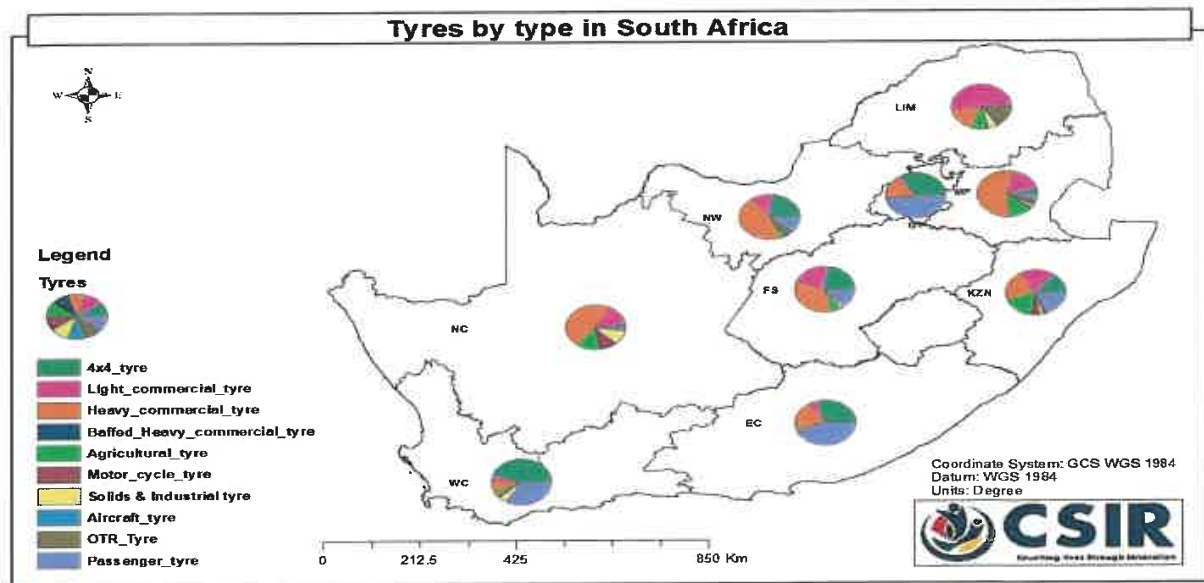 Tyres by type in South Africa
N
W E
S
LIM
NW
FS
KZN
NC
EC
WC
Legend
Tyres
4x4_tyre
Light_commercial_tyre
Heavy_commercial_tyre
Baffed_Heavy_commercial_tyre
Agricultural_tyre
Motor_cycle_tyre
Solids & Industrial tyre
Aircraft_tyre
OTR_Tyre
Passenger_tyre
0 212.5 425 850 Km
Coordinate System: GCS WGS 1984
Datum: WGS 1984
Units: Degree
CSIR